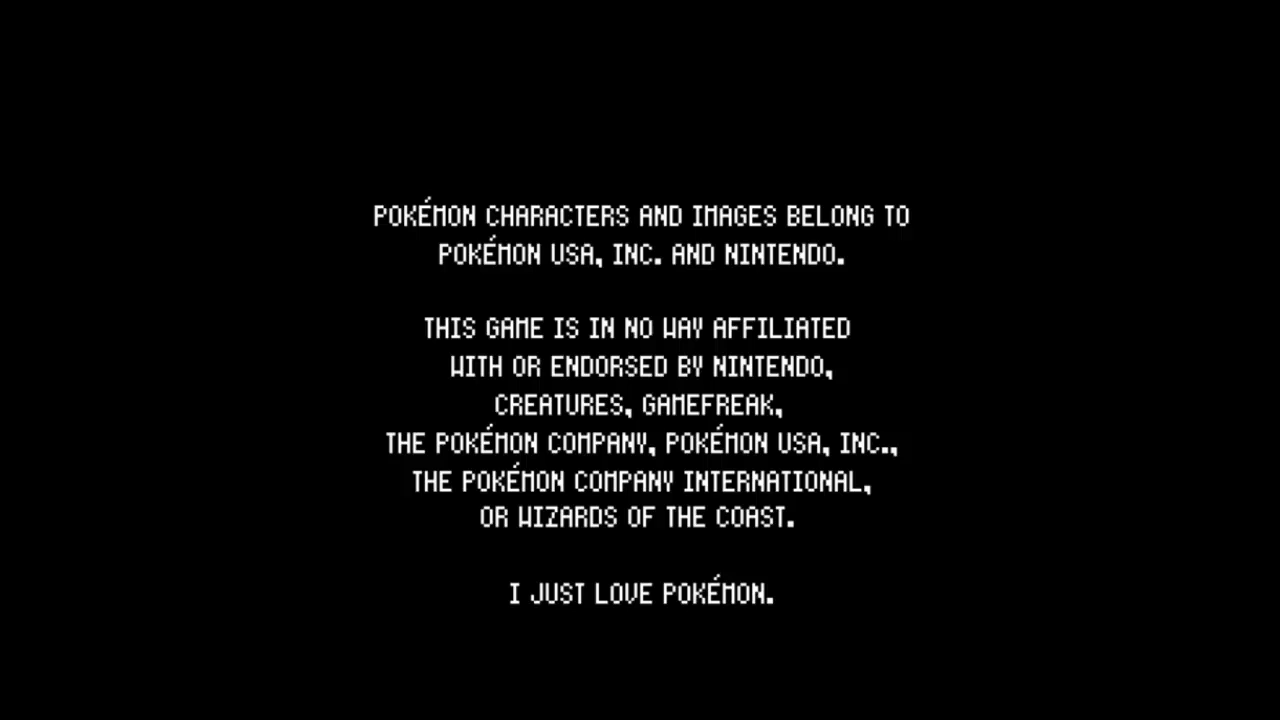 POKÉMON CHARACTERS AND IMAGES BELONG TO
POKÉMON USA, INC. AND NINTENDO.
THIS GAME IS IN NO WAY AFFILIATED
WITH OR ENDORSED BY NINTENDO,
CREATURES, GAMEFREAK,
THE POKÉMON COMPANY, POKÉMON USA, INC.,
THE POKÉMON COMPANY INTERNATIONAL,
OR WIZARDS OF THE COAST.
I JUST LOVE POKÉMON.